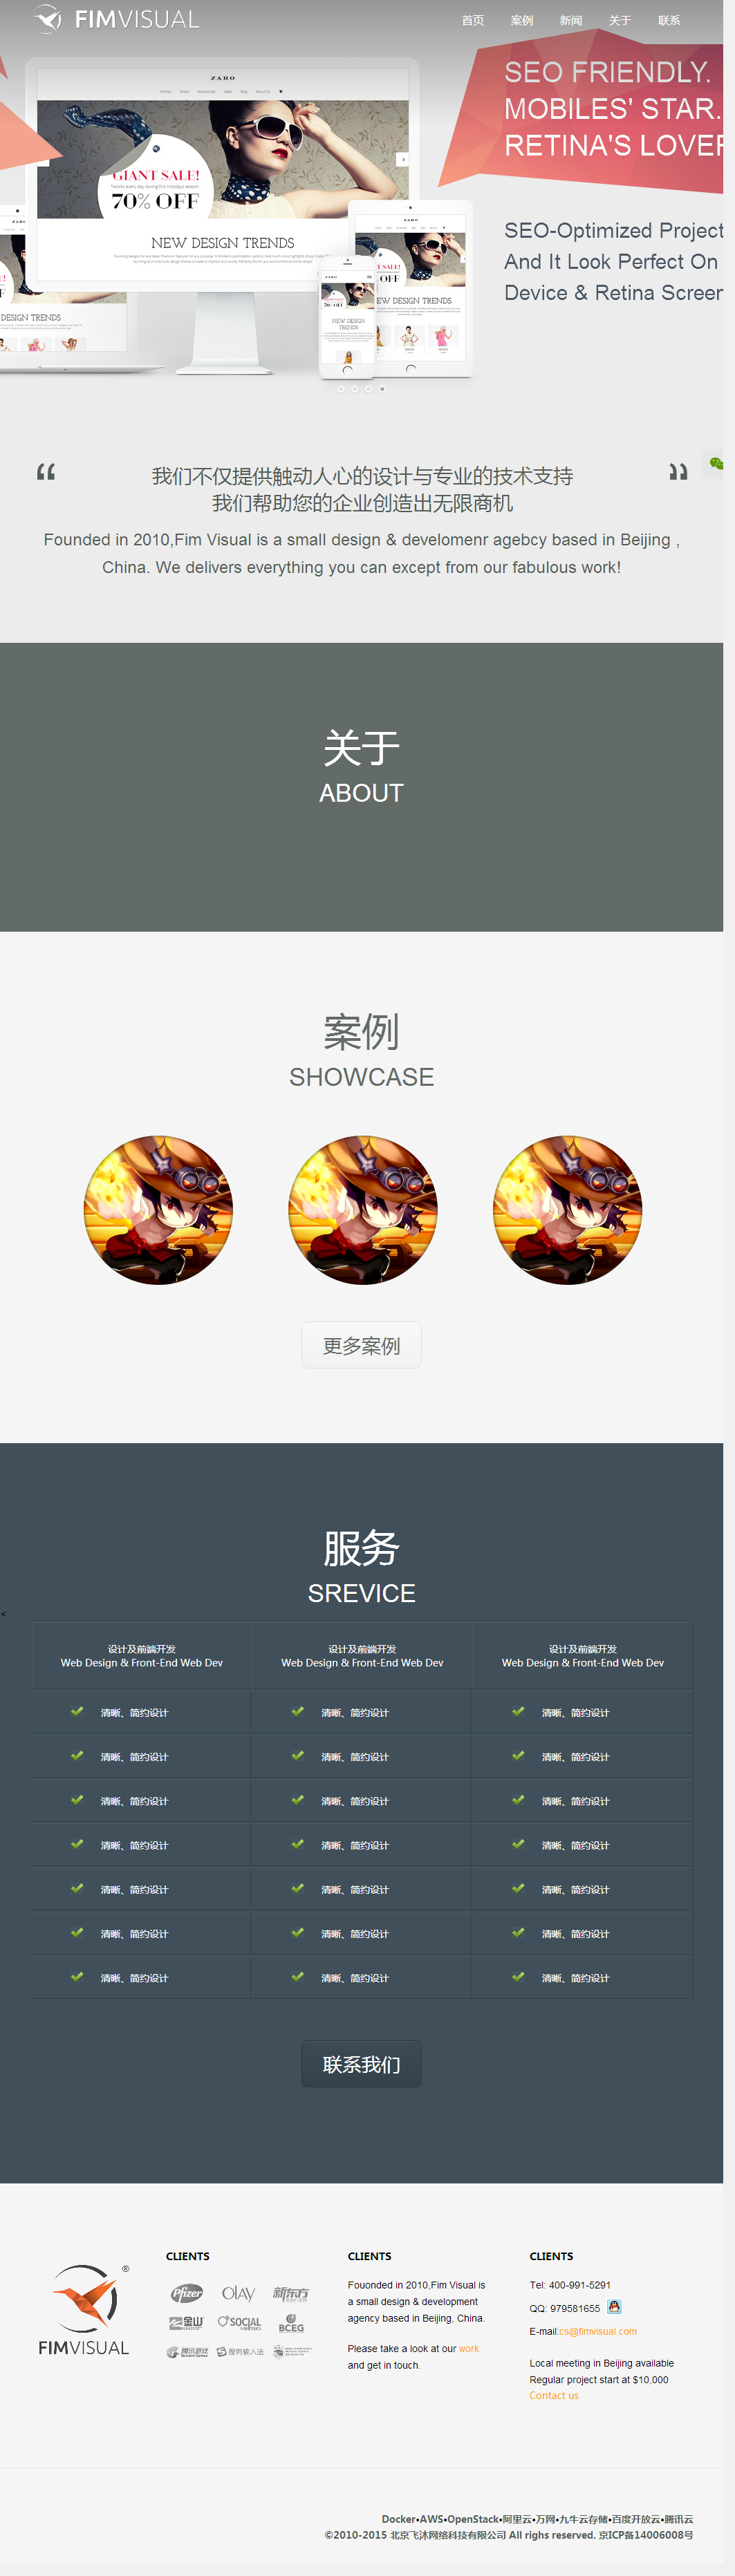 FIMVISUAL
首页 案例 新闻 关于 联系
SEO FRIENDLY.
MOBILES' STAR.
RETINA'S LOVER
ZARO
GIANT SALE!
70% OFF
NEW DESIGN TRENDS
SEO-Optimized Project
And It Look Perfect On
Device & Retina Screen
“ 我们不仅提供触动人心的设计与专业的技术支持 ”
我们帮助您的企业创造出无限商机
Founded in 2010,Fim Visual is a small design & develomenr agebcy based in Beijing ,
China. We delivers everything you can except from our fabulous work!
关于
ABOUT
案例
SHOWCASE
更多案例
服务
SREVICE
<
设计及前端开发 设计及前端开发 设计及前端开发
Web Design & Front-End Web Dev Web Design & Front-End Web Dev Web Design & Front-End Web Dev
清晰、简约设计 清晰、简约设计 清晰、简约设计
清晰、简约设计 清晰、简约设计 清晰、简约设计
清晰、简约设计 清晰、简约设计 清晰、简约设计
清晰、简约设计 清晰、简约设计 清晰、简约设计
清晰、简约设计 清晰、简约设计 清晰、简约设计
清晰、简约设计 清晰、简约设计 清晰、简约设计
清晰、简约设计 清晰、简约设计 清晰、简约设计
联系我们
®
FIMVISUAL
CLIENTS
Pfizer OLAY 新东方
金山 SOCIAL BCEG
腾讯游戏 搜狗输入法
CLIENTS
Fouonded in 2010,Fim Visual is
a small design & development
agency based in Beijing, China.
Please take a look at our work
and get in touch.
CLIENTS
Tel: 400-991-5291
QQ: 979581655
E-mail:cs@fimvisual.com
Local meeting in Beijing available
Regular project start at $10,000
Contact us
Docker•AWS•OpenStack•阿里云•万网•九牛云存储•百度开放云•腾讯云
©2010-2015 北京飞沐网络科技有限公司 All righs reserved. 京ICP备14006008号